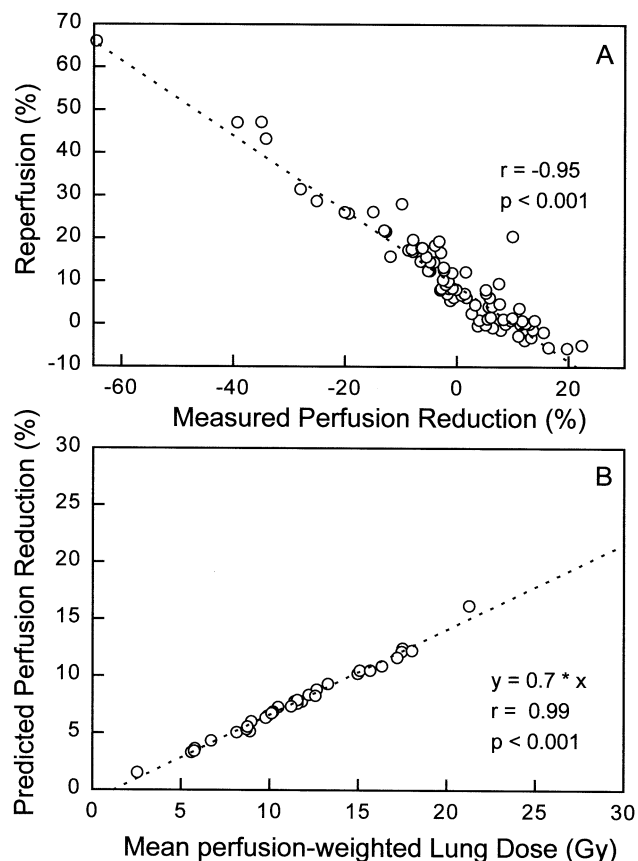 70
60
50
40
30
20
10
0
-10
Reperfusion (%)
A
r = -0.95
p < 0.001
-60 -40 -20 0 20
Measured Perfusion Reduction (%)
30
25
20
15
10
5
0
Predicted Perfusion Reduction (%)
B
y = 0.7 * x
r = 0.99
p < 0.001
0 5 10 15 20 25 30
Mean perfusion-weighted Lung Dose (Gy)